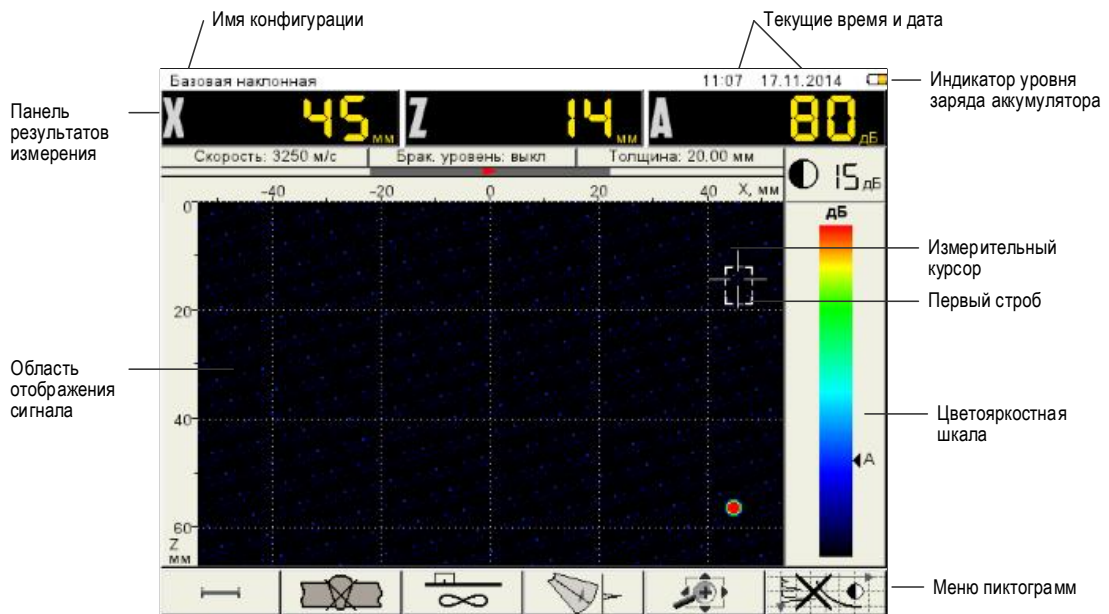 Имя конфигурации
Текущие время и дата
Базовая наклонная 11:07 17.11.2014
Индикатор уровня
заряда аккумулятора
Панель
результатов
измерения
X 45 мм Z 14 мм A 80 дБ
Скорость: 3250 м/с Брак. уровень: выкл Толщина: 20.00 мм
15 дБ
-40 -20 0 20 40 X, мм
0
дБ
Измерительный
курсор
Первый строб
20
Область
отображения
сигнала
40
Цветояркостная
шкала
A
60
Z
мм
Меню пиктограмм